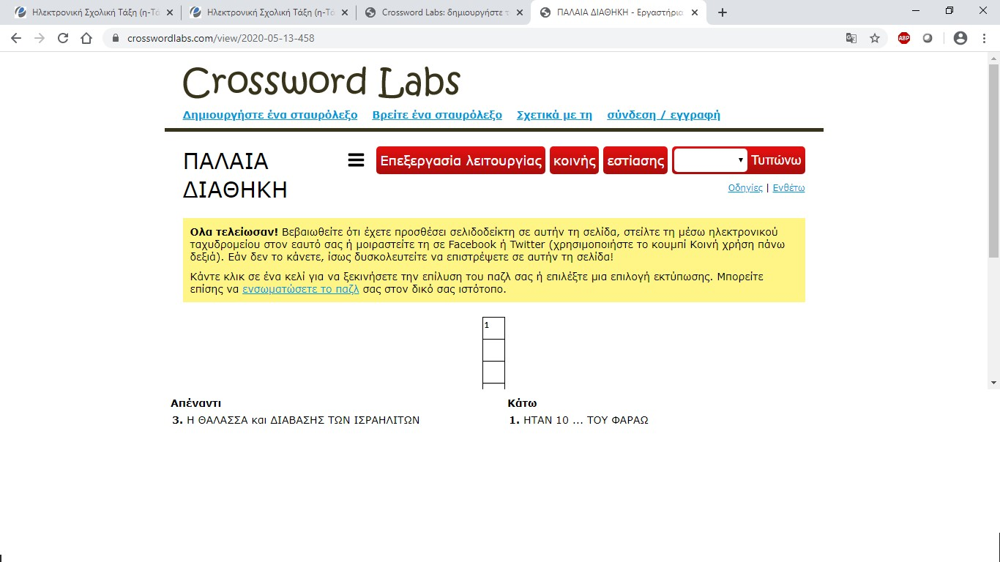 Ηλεκτρονική Σχολική Τάξη (η-Τά
Ηλεκτρονική Σχολική Τάξη (η-Τά
Crossword Labs: δημιουργήστε τ
ΠΑΛΑΙΑ ΔΙΑΘΗΚΗ - Εργαστήρια
crosswordlabs.com/view/2020-05-13-458
ABP
Crossword Labs
Δημιουργήστε ένα σταυρόλεξο Βρείτε ένα σταυρόλεξο Σχετικά με τη σύνδεση / εγγραφή
ΠΑΛΑΙΑ
ΔΙΑΘΗΚΗ
Επεξεργασία λειτουργίας κοινής εστίασης Τυπώνω
Οδηγίες | Ενθέτω
Ολα τελείωσαν! Βεβαιωθείτε ότι έχετε προσθέσει σελιδοδείκτη σε αυτήν τη σελίδα, στείλτε τη μέσω ηλεκτρονικού
ταχυδρομείου στον εαυτό σας ή μοιραστείτε τη σε Facebook ή Twitter (χρησιμοποιήστε το κουμπί Κοινή χρήση πάνω
δεξιά). Εάν δεν το κάνετε, ίσως δυσκολευτείτε να επιστρέψετε σε αυτήν τη σελίδα!
Κάντε κλικ σε ένα κελί για να ξεκινήσετε την επίλυση του παζλ σας ή επιλέξτε μια επιλογή εκτύπωσης. Μπορείτε
επίσης να ενσωματώσετε το παζλ σας στον δικό σας ιστότοπο.
1
Απέναντι
3. Η ΘΑΛΑΣΣΑ και ΔΙΑΒΑΣΗΣ ΤΩΝ ΙΣΡΑΗΛΙΤΩΝ
Κάτω
1. ΗΤΑΝ 10 ... ΤΟΥ ΦΑΡΑΩ